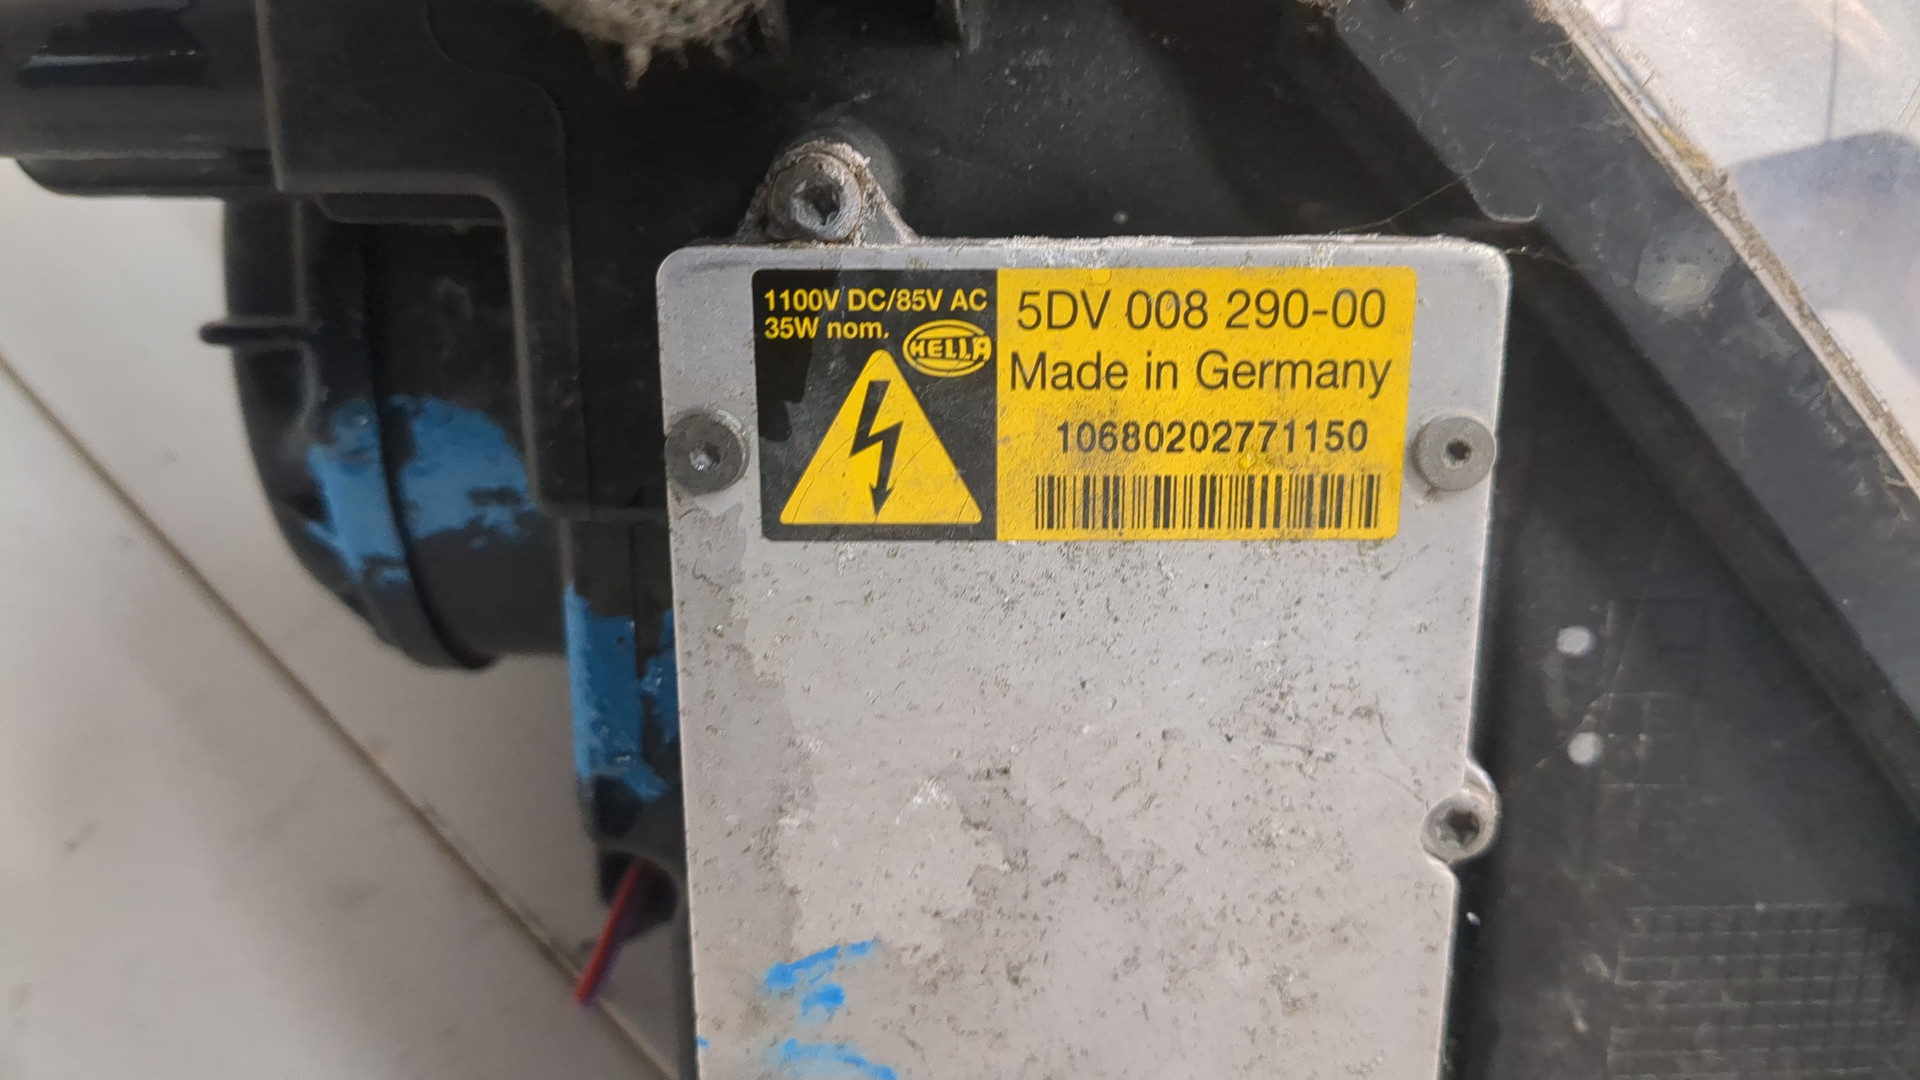 1100V DC/85V AC
35W nom.
HELLA
5DV 008 290-00
Made in Germany
10680202771150